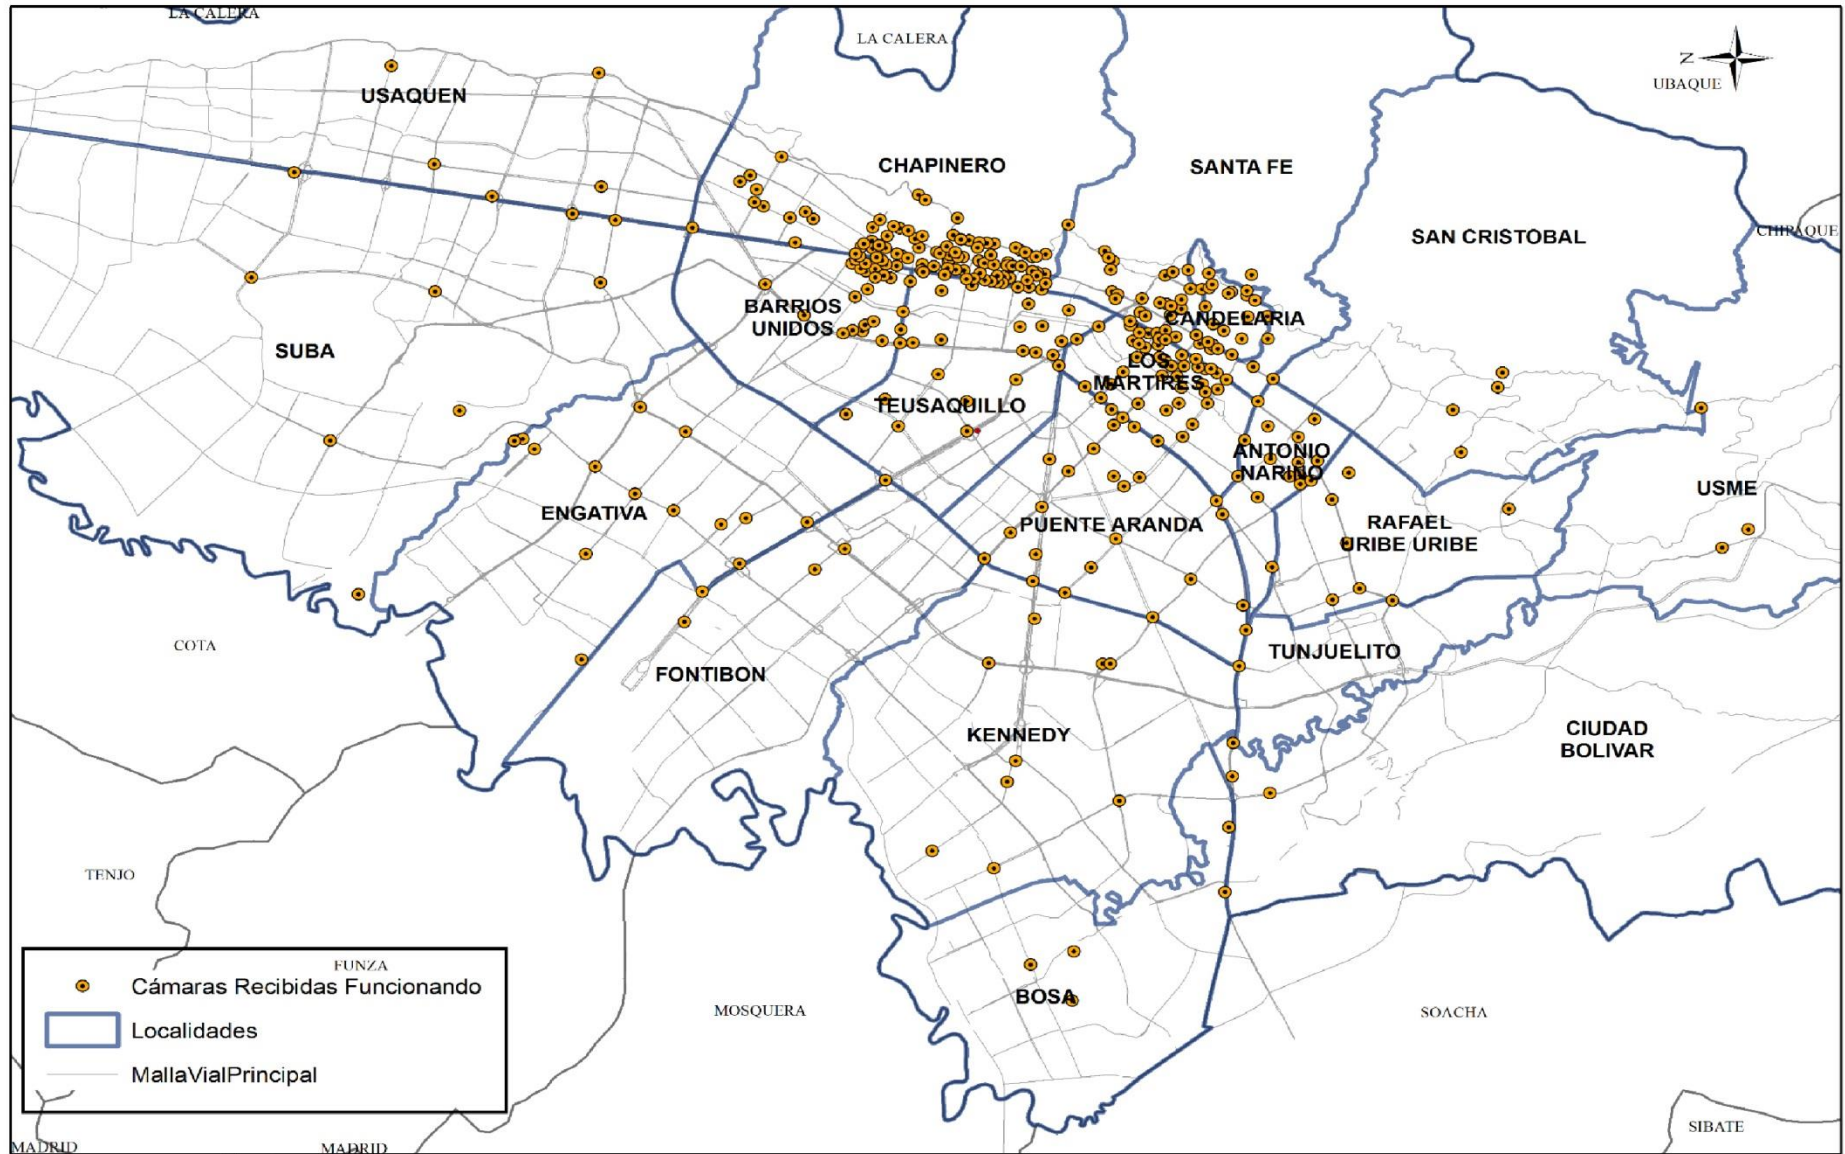 LA CALERA
LA CALERA
N
UBAQUE
USAQUEN
CHAPINERO
SANTA FE
CHIPAQUE
SAN CRISTOBAL
BARRIOS
UNIDOS
CANDELARIA
SUBA
LOS
MARTIRES
TEUSAQUILLO
ANTONIO
NARIÑO
USME
ENGATIVA
PUENTE ARANDA
RAFAEL
URIBE URIBE
COTA
FONTIBON
TUNJUELITO
KENNEDY
CIUDAD
BOLIVAR
TENJO
FUNZA
Cámaras Recibidas Funcionando
Localidades
MallaVialPrincipal
MOSQUERA
BOSA
SOACHA
SIBATE
MADRID
MADRID